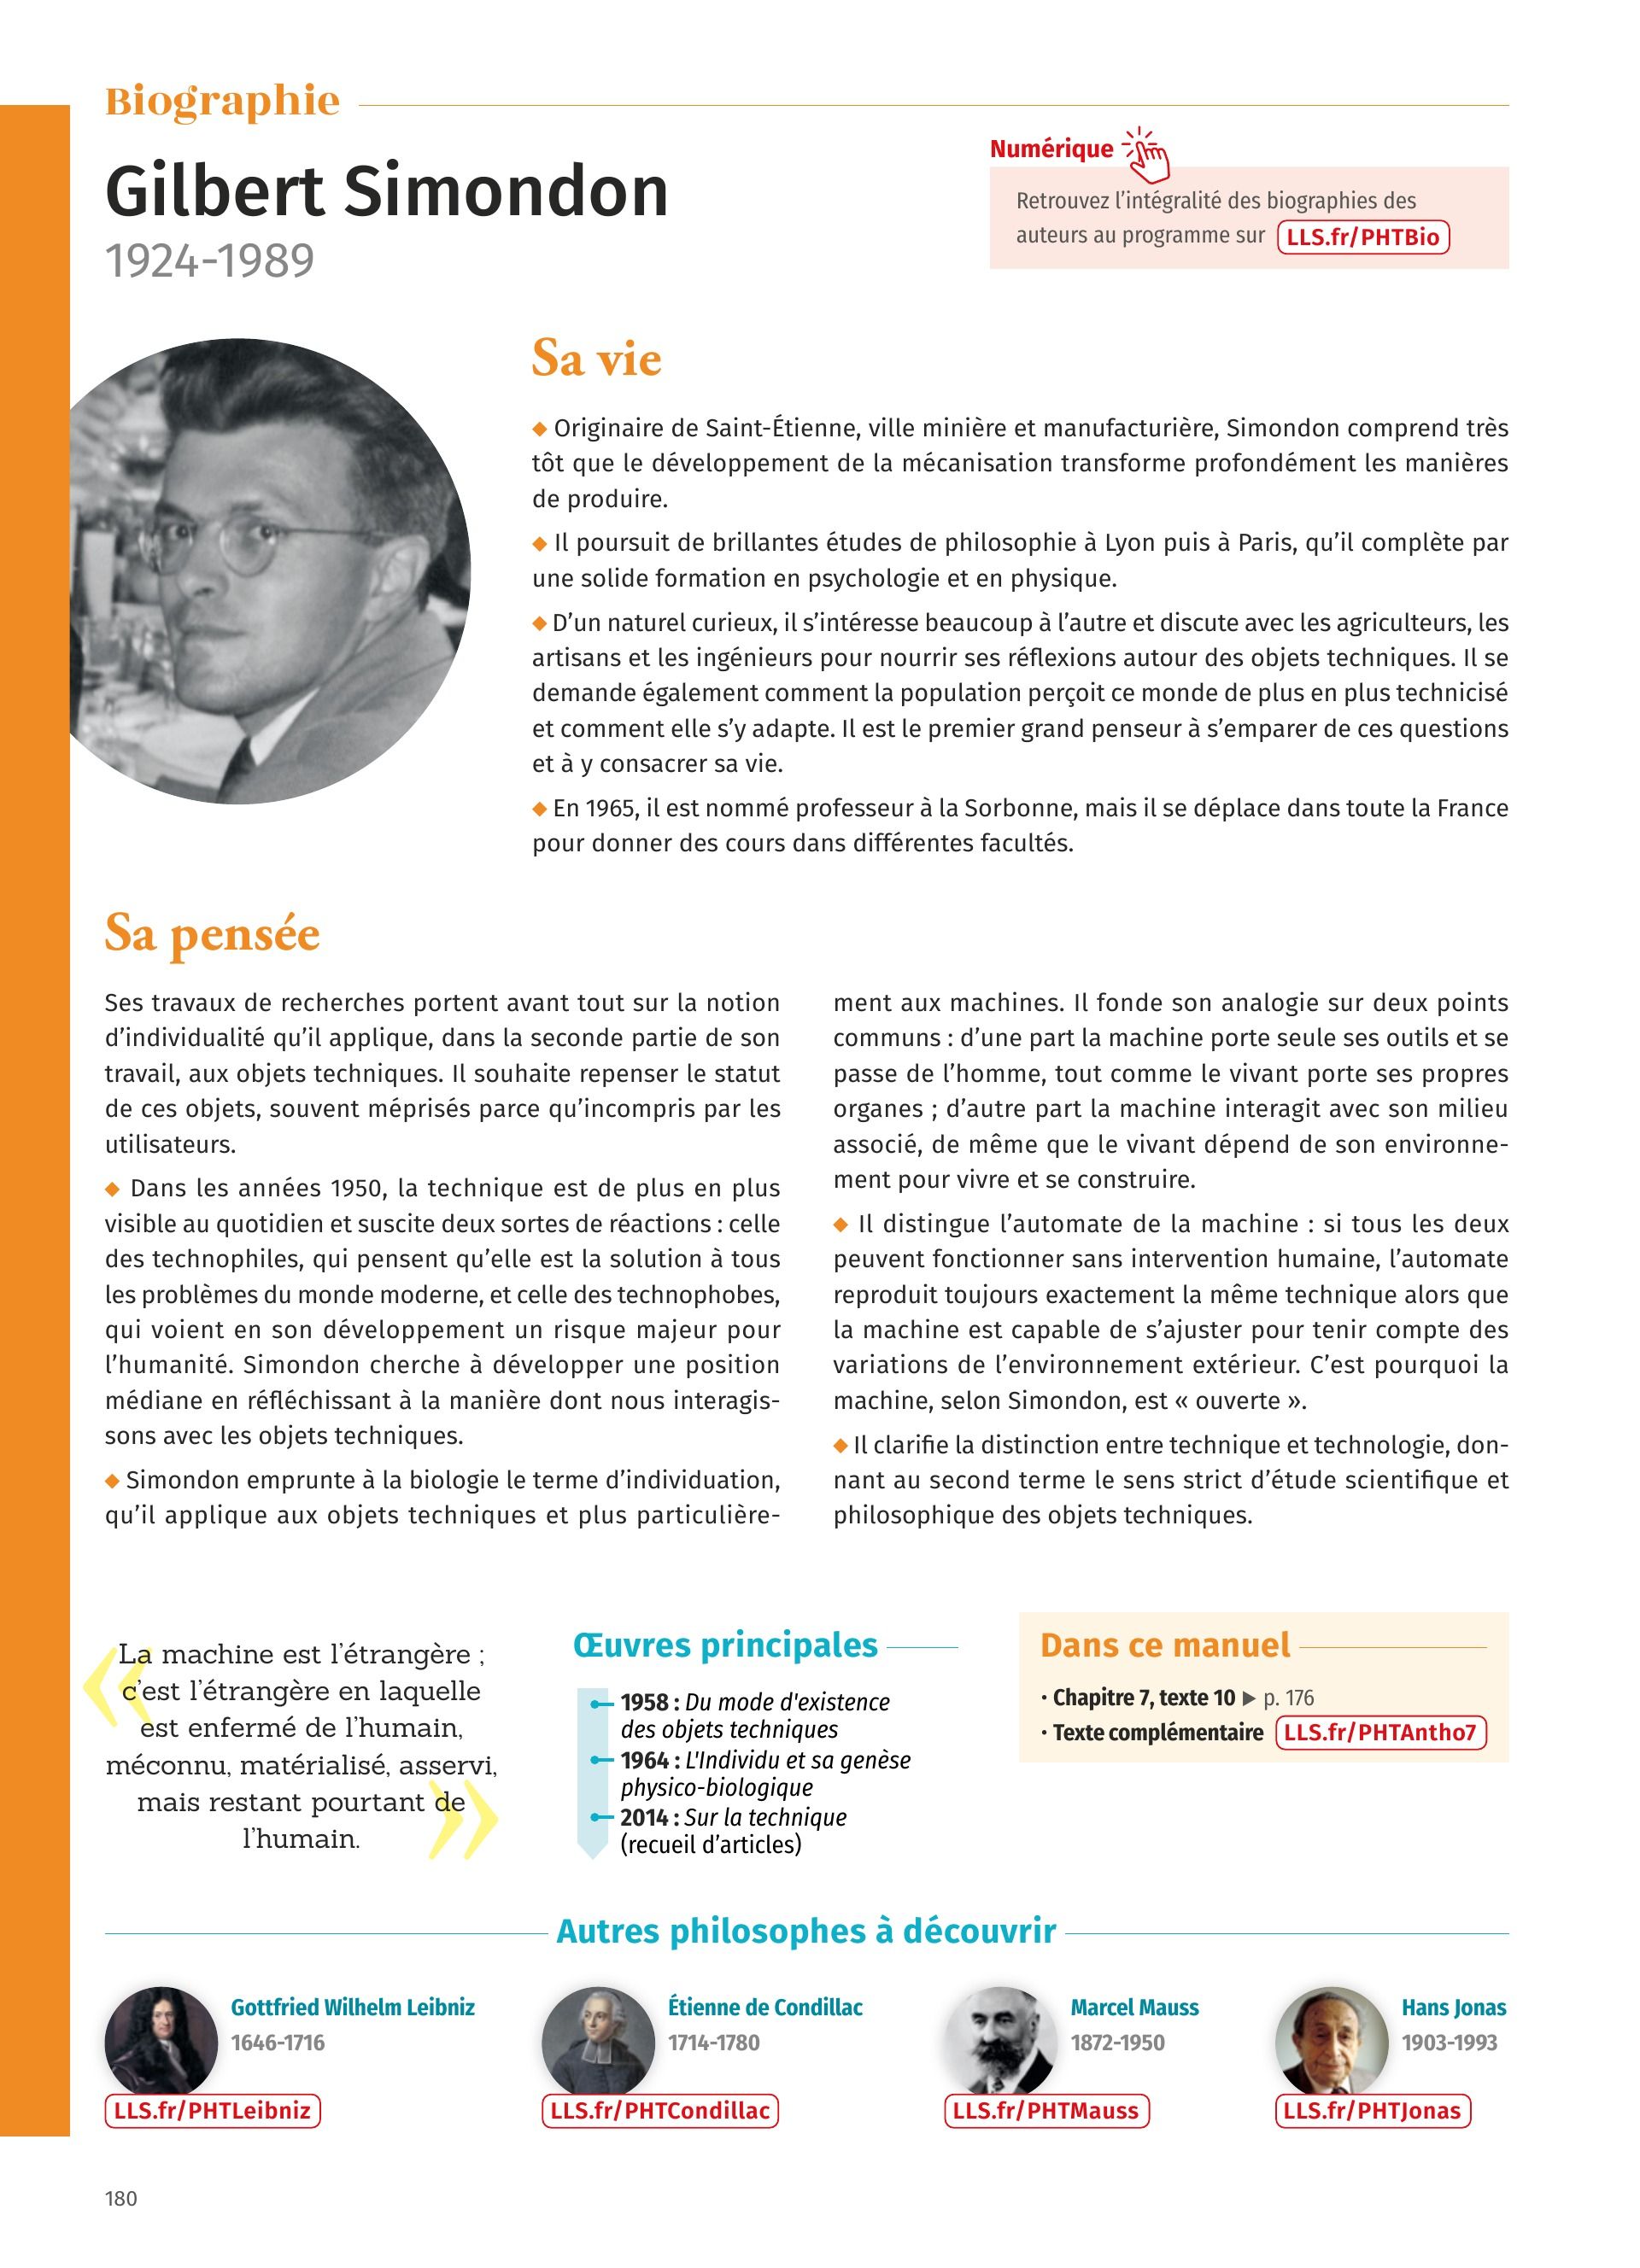 Biographie
Gilbert Simondon
1924-1989
Numérique
Retrouvez l’intégralité des biographies des
auteurs au programme sur LLS.fr/PHTBio
Sa vie
◆ Originaire de Saint-Étienne, ville minière et manufacturière, Simondon comprend très
tôt que le développement de la mécanisation transforme profondément les manières
de produire.
◆ Il poursuit de brillantes études de philosophie à Lyon puis à Paris, qu’il complète par
une solide formation en psychologie et en physique.
◆ D’un naturel curieux, il s’intéresse beaucoup à l’autre et discute avec les agriculteurs, les
artisans et les ingénieurs pour nourrir ses réflexions autour des objets techniques. Il se
demande également comment la population perçoit ce monde de plus en plus technicisé
et comment elle s’y adapte. Il est le premier grand penseur à s’emparer de ces questions
et à y consacrer sa vie.
◆ En 1965, il est nommé professeur à la Sorbonne, mais il se déplace dans toute la France
pour donner des cours dans différentes facultés.
Sa pensée
Ses travaux de recherches portent avant tout sur la notion
d’individualité qu’il applique, dans la seconde partie de son
travail, aux objets techniques. Il souhaite repenser le statut
de ces objets, souvent méprisés parce qu’incompris par les
utilisateurs.
◆ Dans les années 1950, la technique est de plus en plus
visible au quotidien et suscite deux sortes de réactions : celle
des technophiles, qui pensent qu’elle est la solution à tous
les problèmes du monde moderne, et celle des technophobes,
qui voient en son développement un risque majeur pour
l’humanité. Simondon cherche à développer une position
médiane en réfléchissant à la manière dont nous interagis-
sons avec les objets techniques.
◆ Simondon emprunte à la biologie le terme d’individuation,
qu’il applique aux objets techniques et plus particulière-
ment aux machines. Il fonde son analogie sur deux points
communs : d’une part la machine porte seule ses outils et se
passe de l’homme, tout comme le vivant porte ses propres
organes ; d’autre part la machine interagit avec son milieu
associé, de même que le vivant dépend de son environne-
ment pour vivre et se construire.
◆ Il distingue l’automate de la machine : si tous les deux
peuvent fonctionner sans intervention humaine, l’automate
reproduit toujours exactement la même technique alors que
la machine est capable de s’ajuster pour tenir compte des
variations de l’environnement extérieur. C’est pourquoi la
machine, selon Simondon, est « ouverte ».
◆ Il clarifie la distinction entre technique et technologie, don-
nant au second terme le sens strict d’étude scientifique et
philosophique des objets techniques.
« La machine est l’étrangère ;
c’est l’étrangère en laquelle
est enfermé de l’humain,
méconnu, matérialisé, asservi,
mais restant pourtant de
l’humain. »
Œuvres principales
1958 : Du mode d'existence
des objets techniques
1964 : L'Individu et sa genèse
physico-biologique
2014 : Sur la technique
(recueil d’articles)
Dans ce manuel
· Chapitre 7, texte 10 ▶ p. 176
· Texte complémentaire LLS.fr/PHTAntho7
Autres philosophes à découvrir
Gottfried Wilhelm Leibniz
1646-1716
LLS.fr/PHTLeibniz
Étienne de Condillac
1714-1780
LLS.fr/PHTCondillac
Marcel Mauss
1872-1950
LLS.fr/PHTMauss
Hans Jonas
1903-1993
LLS.fr/PHTJonas
180